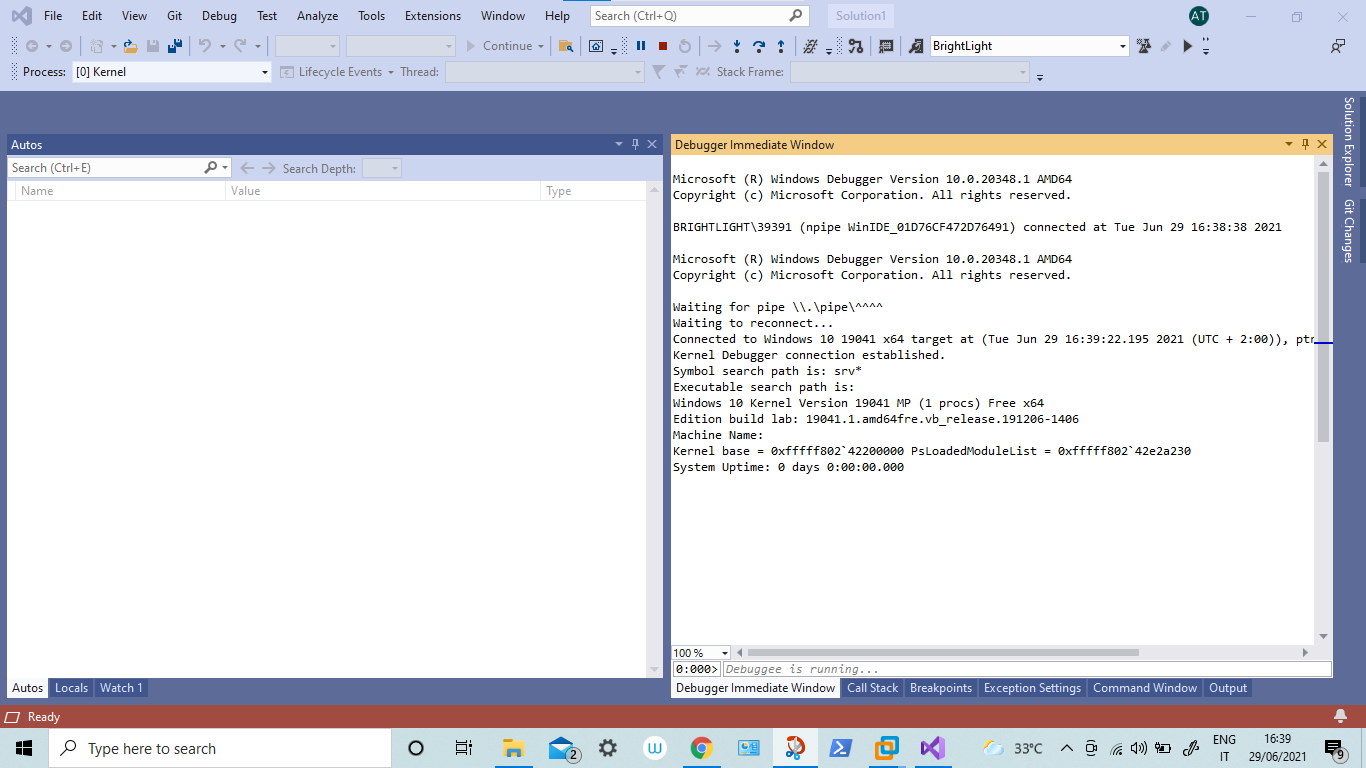 File Edit View Git Debug Test Analyze Tools Extensions Window Help Search (Ctrl+Q) Solution1 AT
Continue BrightLight
Process: [0] Kernel Lifecycle Events Thread: Stack Frame:
Solution Explorer
Git Changes
Autos
Search (Ctrl+E) Search Depth:
Name Value Type
Autos Locals Watch 1
Debugger Immediate Window
Microsoft (R) Windows Debugger Version 10.0.20348.1 AMD64
Copyright (c) Microsoft Corporation. All rights reserved.
BRIGHTLIGHT\39391 (npipe WinIDE_01D76CF472D76491) connected at Tue Jun 29 16:38:38 2021
Microsoft (R) Windows Debugger Version 10.0.20348.1 AMD64
Copyright (c) Microsoft Corporation. All rights reserved.
Waiting for pipe \\.\pipe\^^^^
Waiting to reconnect...
Connected to Windows 10 19041 x64 target at (Tue Jun 29 16:39:22.195 2021 (UTC + 2:00)), ptr
Kernel Debugger connection established.
Symbol search path is: srv*
Executable search path is:
Windows 10 Kernel Version 19041 MP (1 procs) Free x64
Edition build lab: 19041.1.amd64fre.vb_release.191206-1406
Machine Name:
Kernel base = 0xfffff802`42200000 PsLoadedModuleList = 0xfffff802`42e2a230
System Uptime: 0 days 0:00:00.000
100 %
0:000> Debuggee is running...
Debugger Immediate Window Call Stack Breakpoints Exception Settings Command Window Output
Ready
Type here to search 2 W 33°C ENG 16:39
IT 29/06/2021 9